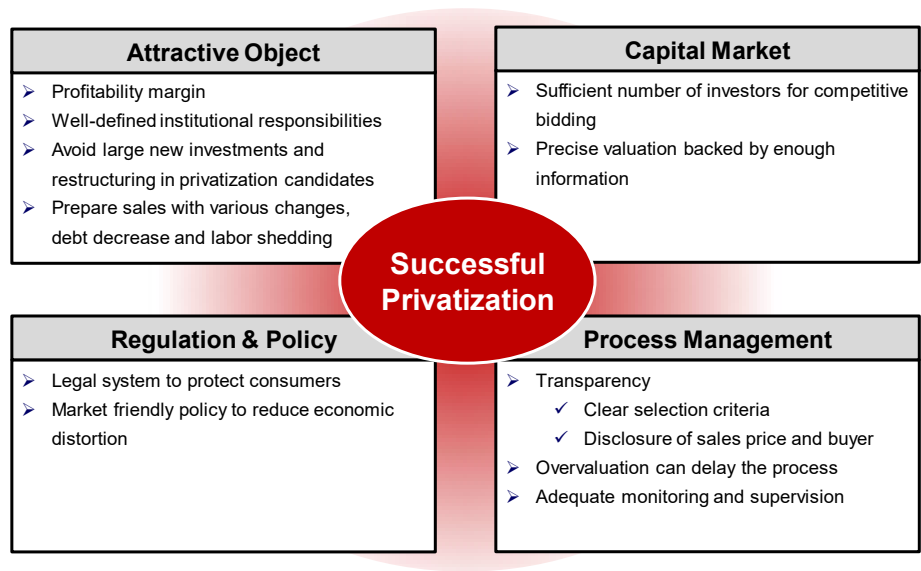 Attractive Object
Profitability margin
Well-defined institutional responsibilities
Avoid large new investments and
restructuring in privatization candidates
Prepare sales with various changes,
debt decrease and labor shedding
Capital Market
Sufficient number of investors for competitive
bidding
Precise valuation backed by enough
information
Successful
Privatization
Regulation & Policy
Legal system to protect consumers
Market friendly policy to reduce economic
distortion
Process Management
Transparency
Clear selection criteria
Disclosure of sales price and buyer
Overvaluation can delay the process
Adequate monitoring and supervision